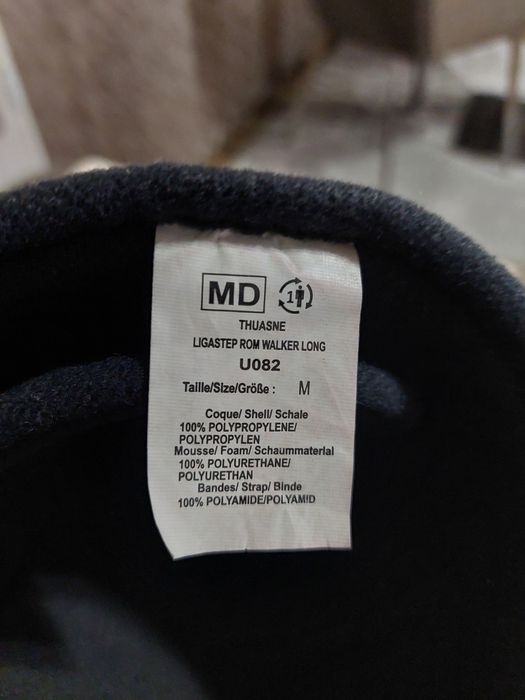 MD 1
THUASNE
LIGASTEP ROM WALKER LONG
U082
Taille/Size/Größe : M
Coque/ Shell/ Schale
100% POLYPROPYLENE/
POLYPROPYLEN
Mousse/ Foam/ Schaummaterial
100% POLYURETHANE/
POLYURETHAN
Bandes/ Strap/ Binde
100% POLYAMIDE/POLYAMID